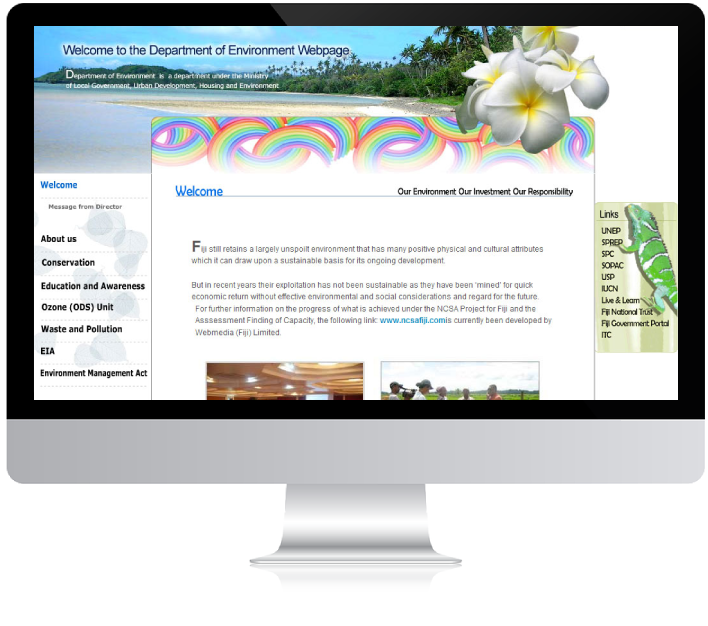 Welcome to the Department of Environment Webpage
Department of Environment is a department under the Ministry
of Local Government, Urban Development, Housing and Environment
Welcome
Message from Director
About us
Conservation
Education and Awareness
Ozone (ODS) Unit
Waste and Pollution
EIA
Environment Management Act
Welcome
Our Environment Our Investment Our Responsibility
Fiji still retains a largely unspoilt environment that has many positive physical and cultural attributes
which it can draw upon a sustainable basis for its ongoing development.
But in recent years their exploitation has not been sustainable as they have been 'mined' for quick
economic return without effective environmental and social considerations and regard for the future.
For further information on the progress of what is achieved under the NCSA Project for Fiji and the
Asssessment Finding of Capacity, the following link: www.ncsafiji.comis currently been developed by
Webmedia (Fiji) Limited.
Links
UNEP
SPREP
SPC
SOPAC
USP
IUCN
Live & Learn
Fiji National Trust
Fiji Government Portal
ITC